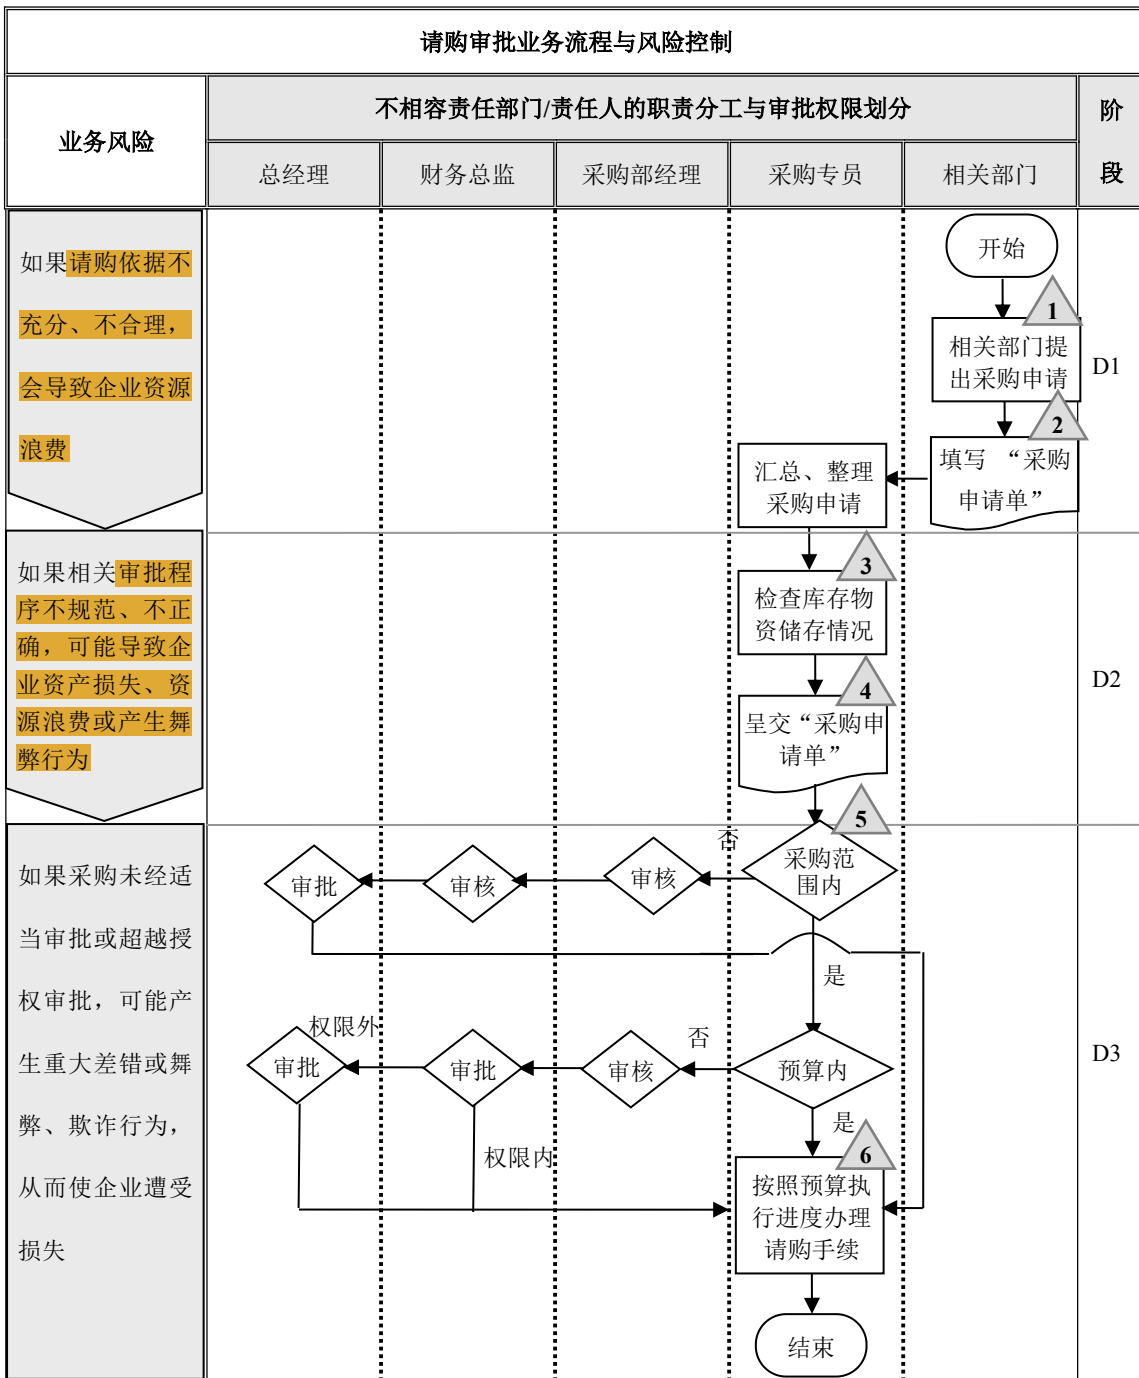 请购审批业务流程与风险控制
业务风险
不相容责任部门/责任人的职责分工与审批权限划分
阶
段
总经理
财务总监
采购部经理
采购专员
相关部门
如果请购依据不
充分、不合理，
会导致企业资源
浪费
开始
1
相关部门提
出采购申请
D1
2
填写 “采购
申请单”
汇总、整理
采购申请
如果相关审批程
序不规范、不正
确，可能导致企
业资产损失、资
源浪费或产生舞
弊行为
3
检查库存物
资储存情况
D2
4
呈交“采购申
请单”
如果采购未经适
当审批或超越授
权审批，可能产
生重大差错或舞
弊、欺诈行为，
从而使企业遭受
损失
5
采购范
围内
否
审核
审核
审批
是
D3
预算内
否
审核
审批
权限外
审批
是
权限内
6
按照预算执
行进度办理
请购手续
结束